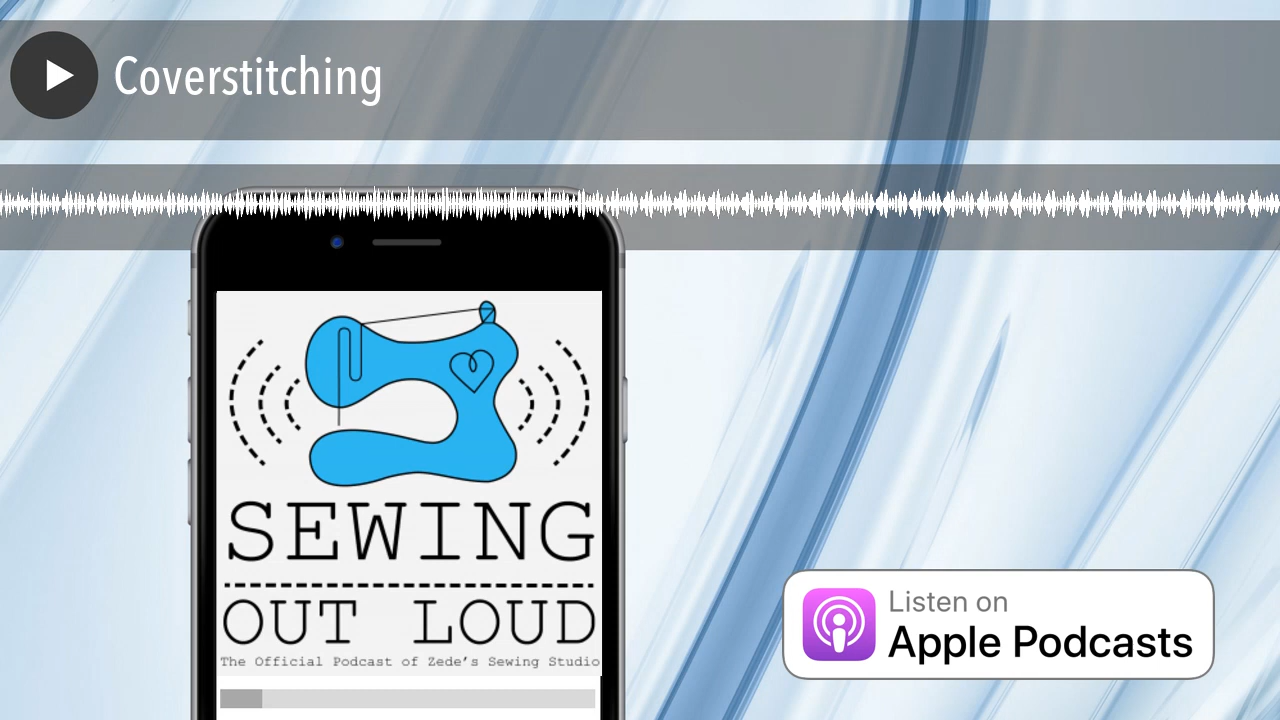 Coverstitching
SEWING
OUT LOUD
The Official Podcast of Zede's Sewing Studio
Listen on
Apple Podcasts